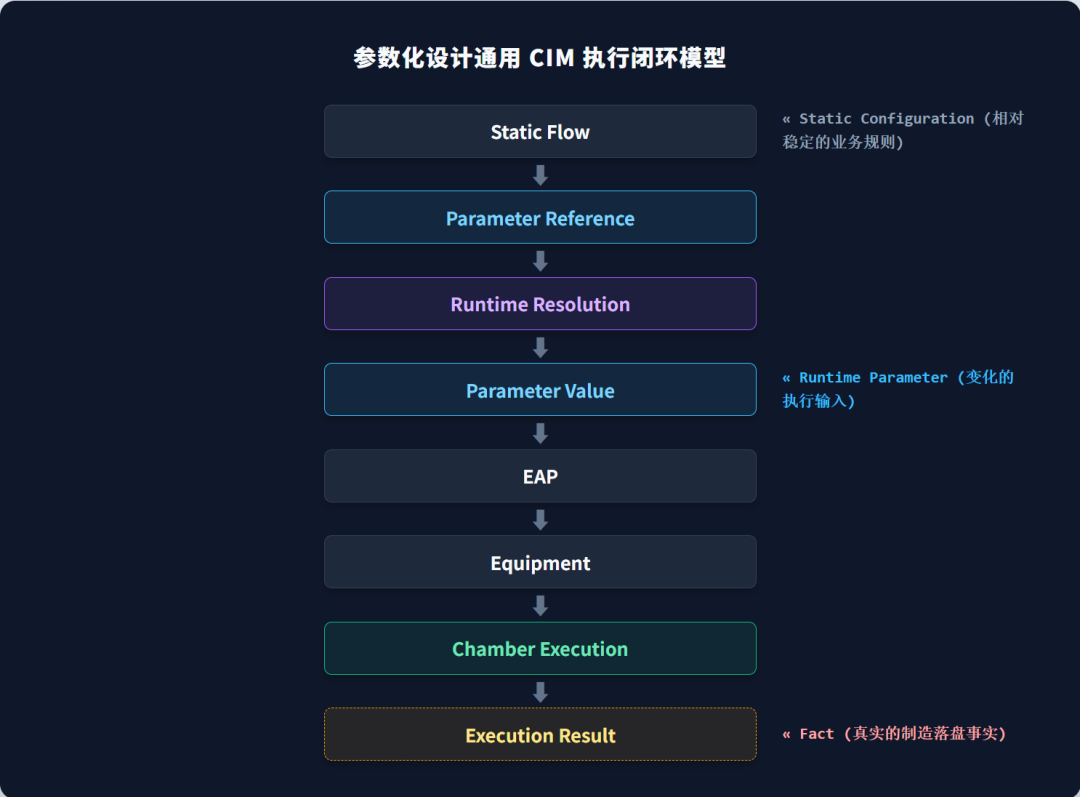 参数化设计通用 CIM 执行闭环模型
Static Flow
« Static Configuration (相对
稳定的业务规则)
Parameter Reference
Runtime Resolution
Parameter Value
« Runtime Parameter (变化的
执行输入)
EAP
Equipment
Chamber Execution
Execution Result
« Fact (真实的制造落盘事实)